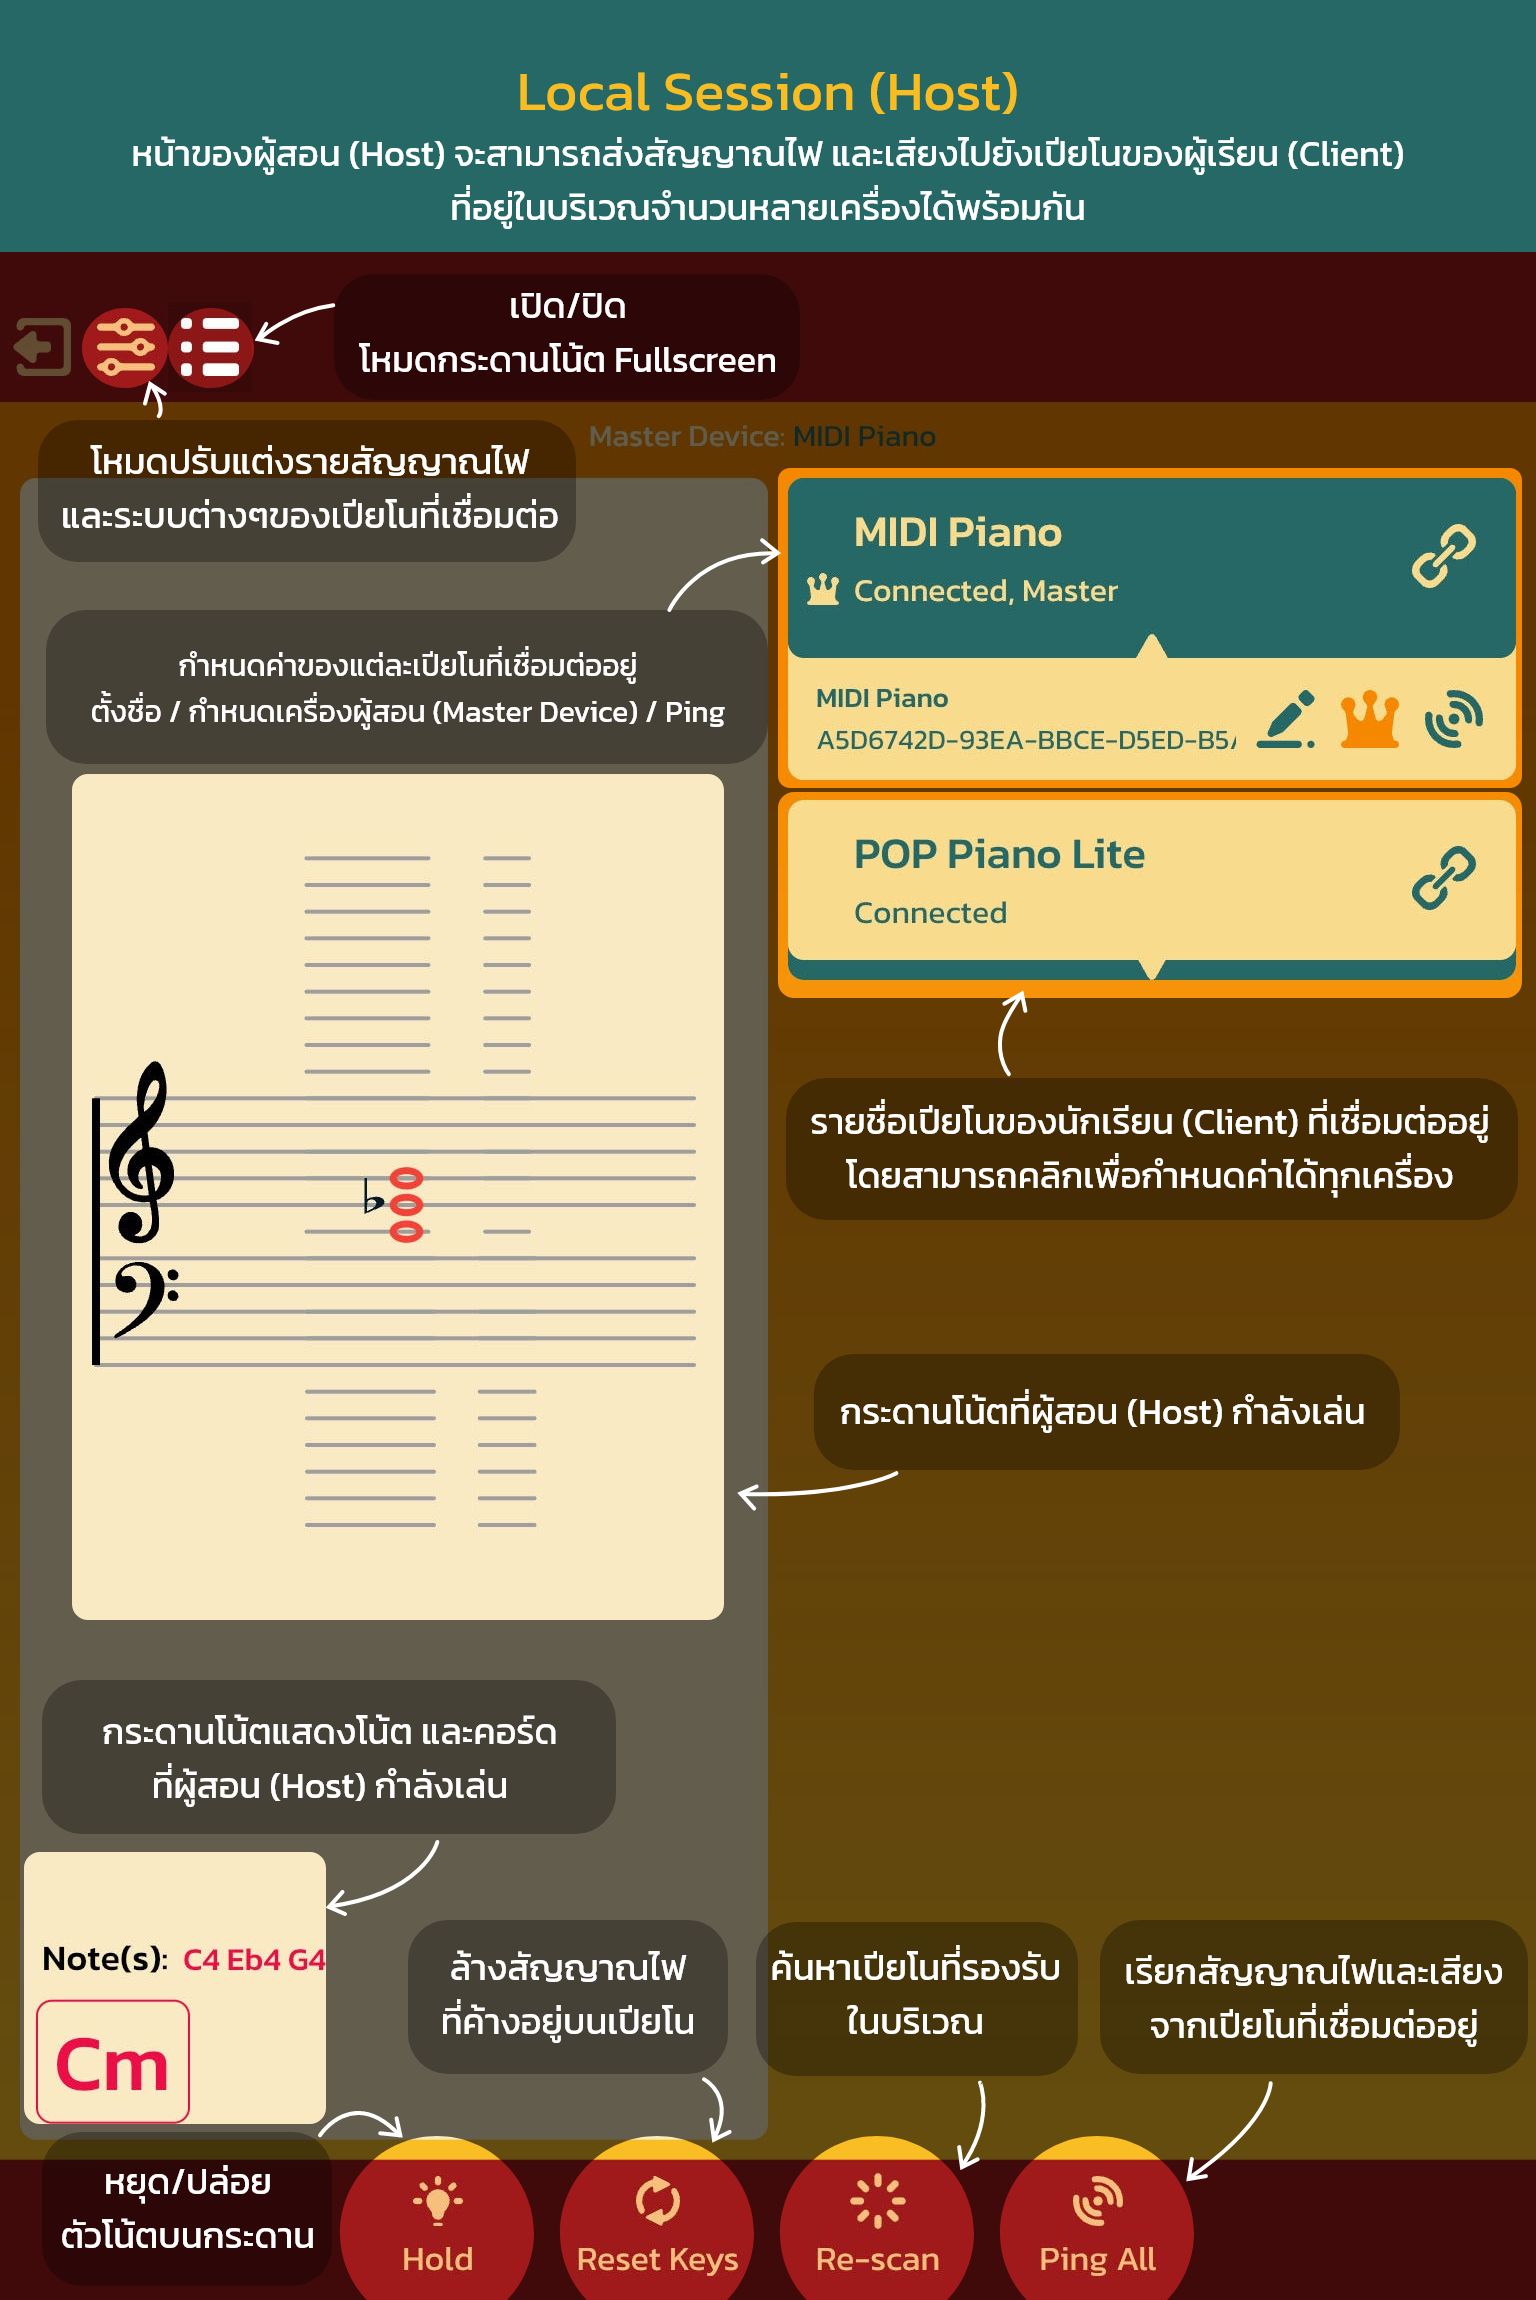 Local Session (Host)
หน้าของผู้สอน (Host) จะสามารถส่งสัญญาณไฟ และเสียงไปยังเปียโนของผู้เรียน (Client)
ที่อยู่ในบริเวณจำนวนหลายเครื่องได้พร้อมกัน
เปิด/ปิด
โหมดกระดานโน้ต Fullscreen
Master Device: MIDI Piano
โหมดปรับแต่งรายสัญญาณไฟ
และระบบต่างๆของเปียโนที่เชื่อมต่อ
MIDI Piano
Connected, Master
กำหนดค่าของแต่ละเปียโนที่เชื่อมต่ออยู่
ตั้งชื่อ / กำหนดเครื่องผู้สอน (Master Device) / Ping
MIDI Piano
A5D6742D-93EA-BBCE-D5ED-B5
POP Piano Lite
Connected
รายชื่อเปียโนของนักเรียน (Client) ที่เชื่อมต่ออยู่
โดยสามารถคลิกเพื่อกำหนดค่าได้ทุกเครื่อง
กระดานโน้ตที่ผู้สอน (Host) กำลังเล่น
กระดานโน้ตแสดงโน้ต และคอร์ด
ที่ผู้สอน (Host) กำลังเล่น
Note(s): C4 Eb4 G4
Cm
ล้างสัญญาณไฟ
ที่ค้างอยู่บนเปียโน
ค้นหาเปียโนที่รองรับ
ในบริเวณ
เรียกสัญญาณไฟและเสียง
จากเปียโนที่เชื่อมต่ออยู่
หยุด/ปล่อย
ตัวโน้ตบนกระดาน
Hold
Reset Keys
Re-scan
Ping All